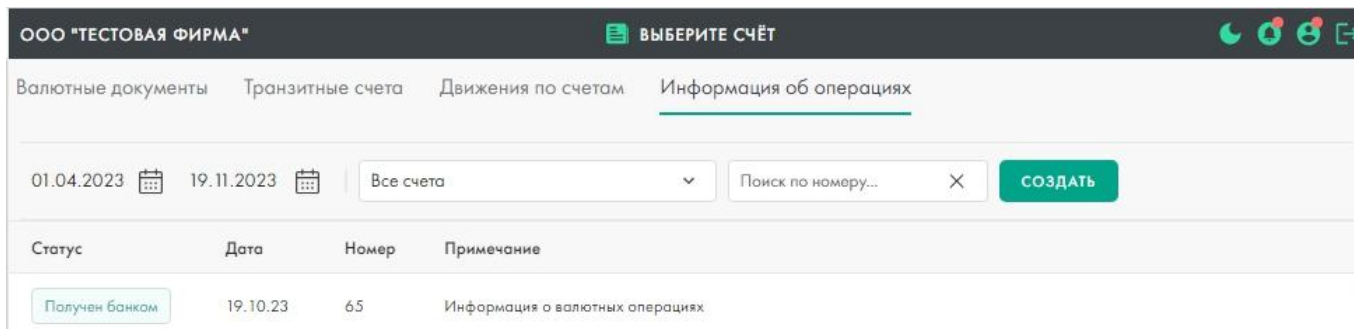 ООО "ТЕСТОВАЯ ФИРМА" ВЫБЕРИТЕ СЧЁТ
Валютные документы Транзитные счета Движения по счетам Информация об операциях
01.04.2023 19.11.2023 Все счета Поиск по номеру... СОЗДАТЬ
Статус Дата Номер Примечание
Получен банком 19.10.23 65 Информация о валютных операциях